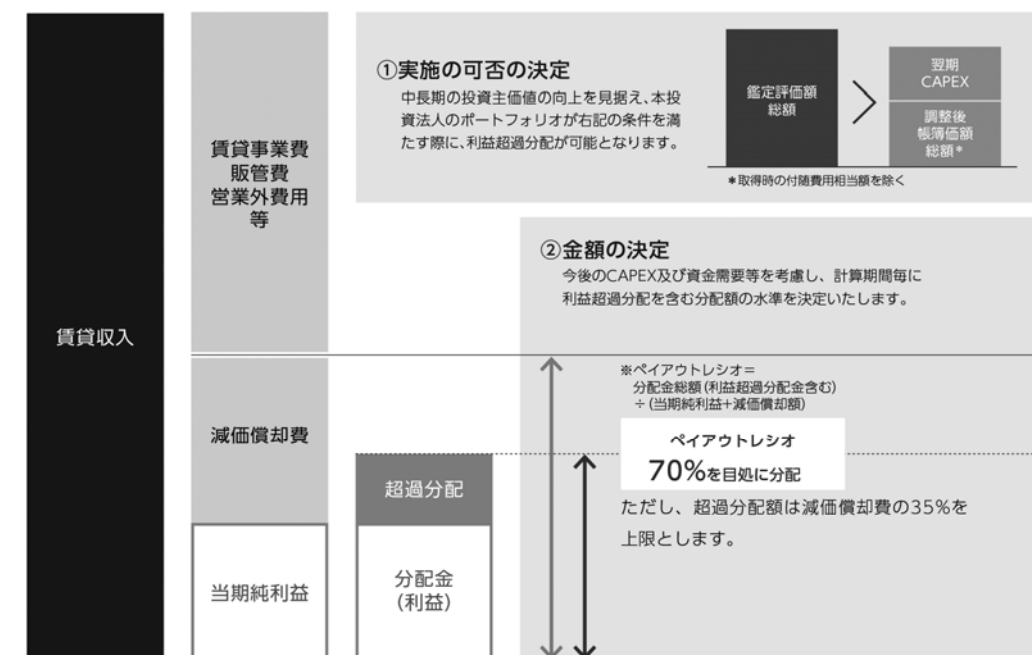 賃貸収入
賃貸事業費
販管費
営業外費用
等
減価償却費
当期純利益
超過分配
分配金
(利益)
①実施の可否の決定
中長期の投資主価値の向上を見据え、本投
資法人のポートフォリオが右記の条件を満
たす際に、利益超過分配が可能となります。
鑑定評価額
総額
翌期
CAPEX
調整後
帳簿価額
総額*
*取得時の付随費用相当額を除く
②金額の決定
今後のCAPEX及び資金需要等を考慮し、計算期間毎に
利益超過分配を含む分配額の水準を決定いたします。
※ペイアウトレシオ＝
分配金総額(利益超過分配金含む)
÷(当期純利益+減価償却額)
ペイアウトレシオ
70%を目処に分配
ただし、超過分配額は減価償却費の35%を
上限とします。